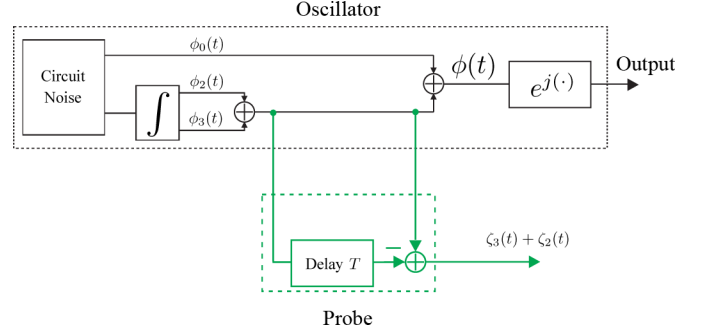 Oscillator
Circuit
Noise
ϕ₀(t)
ϕ₂(t)
ϕ₃(t)
∫
ϕ(t)
e^{j(·)}
Output
Delay T
−
ζ₃(t) + ζ₂(t)
Probe